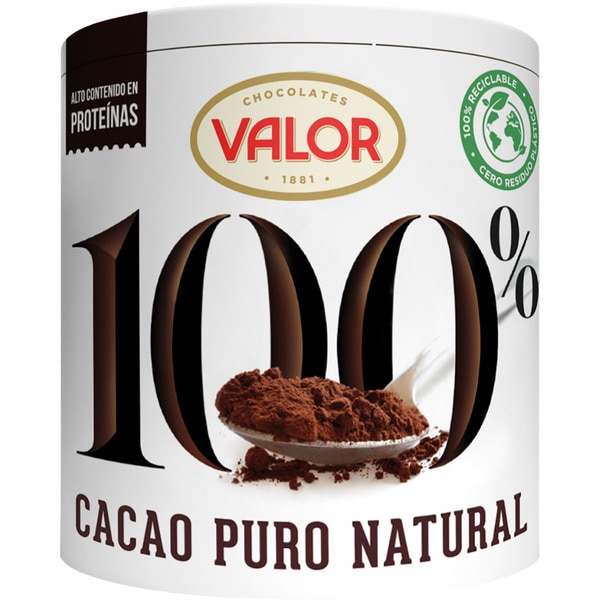 ALTO CONTENIDO EN
PROTEÍNAS
CHOCOLATES
VALOR
· 1881 ·
100% RECICLABLE
· CERO RESIDUO PLÁSTICO ·
100%
CACAO PURO NATURAL